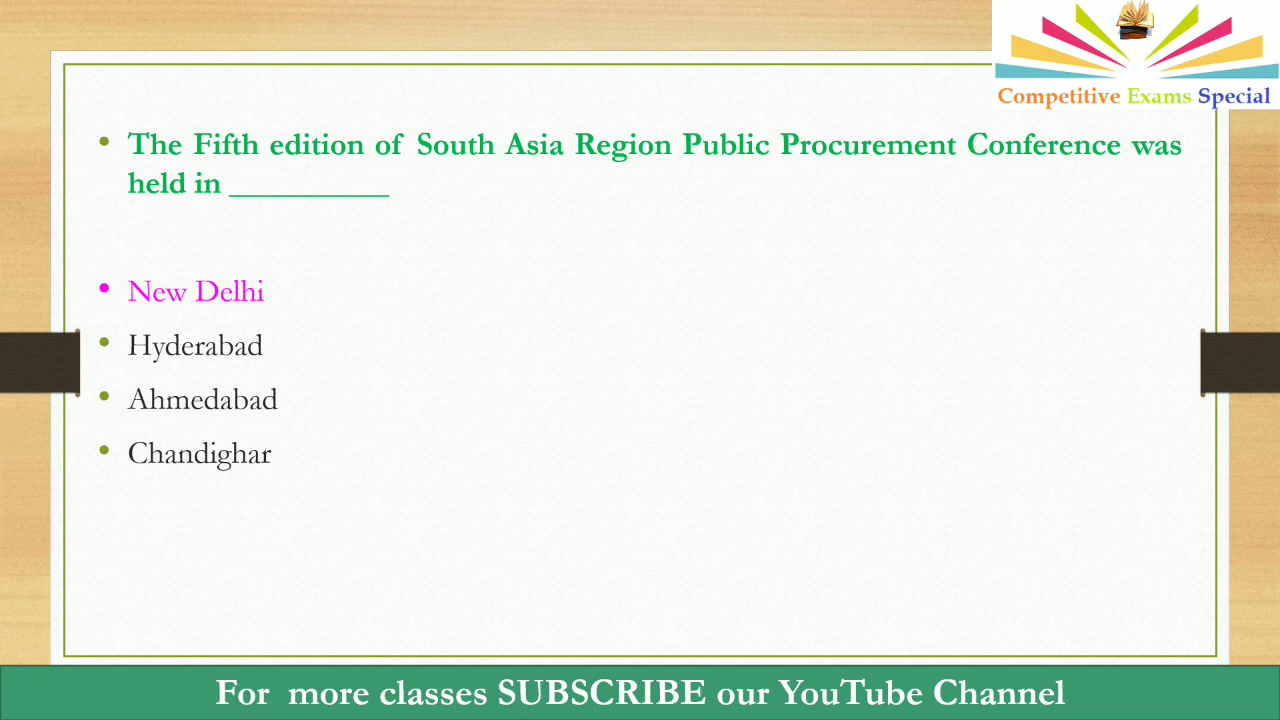 Competitive Exams Special
• The Fifth edition of South Asia Region Public Procurement Conference was
held in __________
• New Delhi
• Hyderabad
• Ahmedabad
• Chandighar
For more classes SUBSCRIBE our YouTube Channel